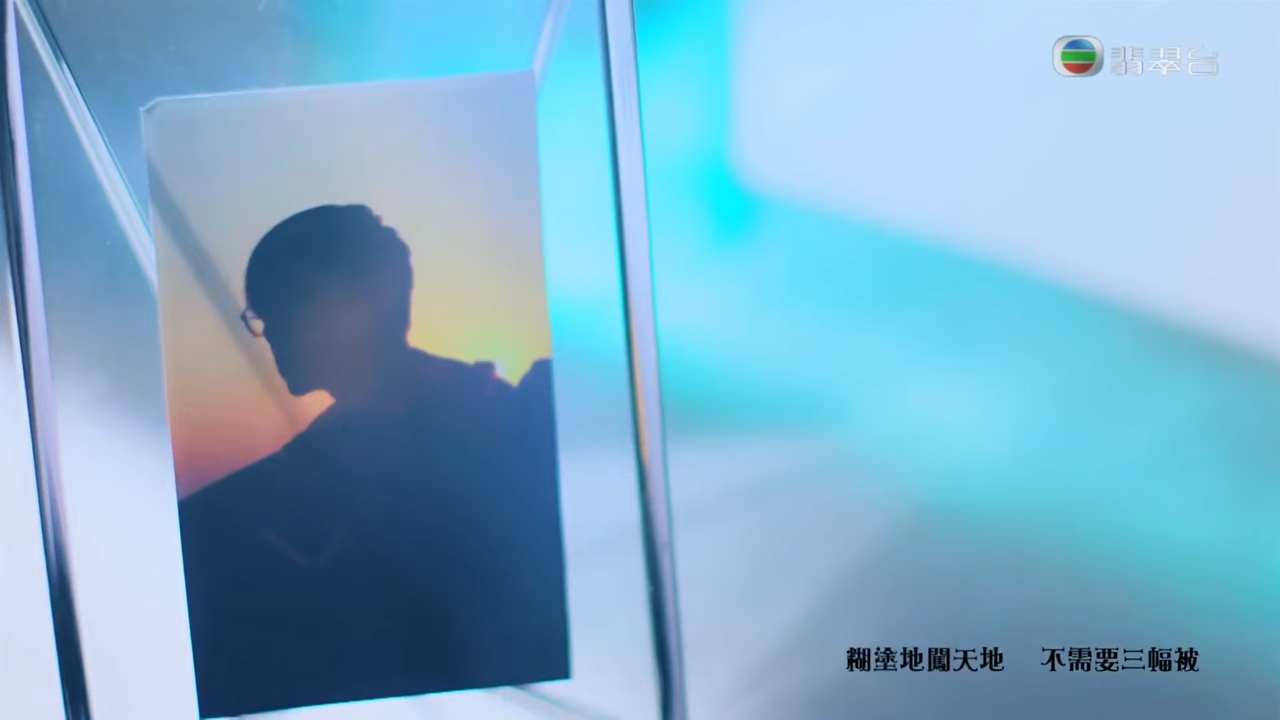 翡翠台
糊塗地闖天地 不需要三幅被